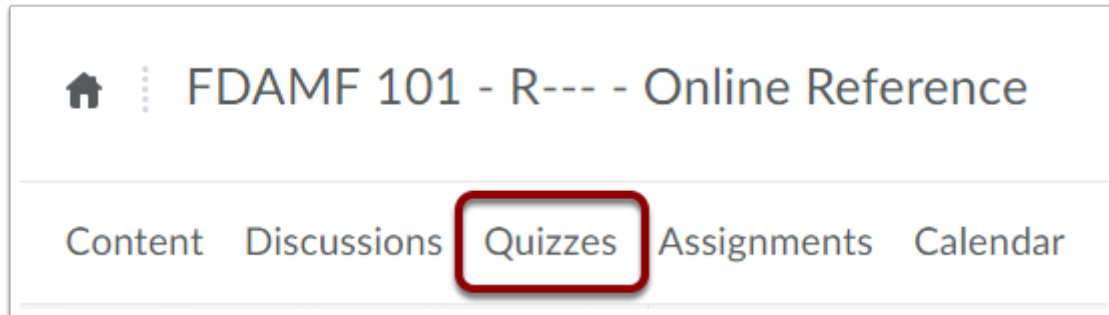 FDAMF 101 - R--- - Online Reference
Content Discussions Quizzes Assignments Calendar